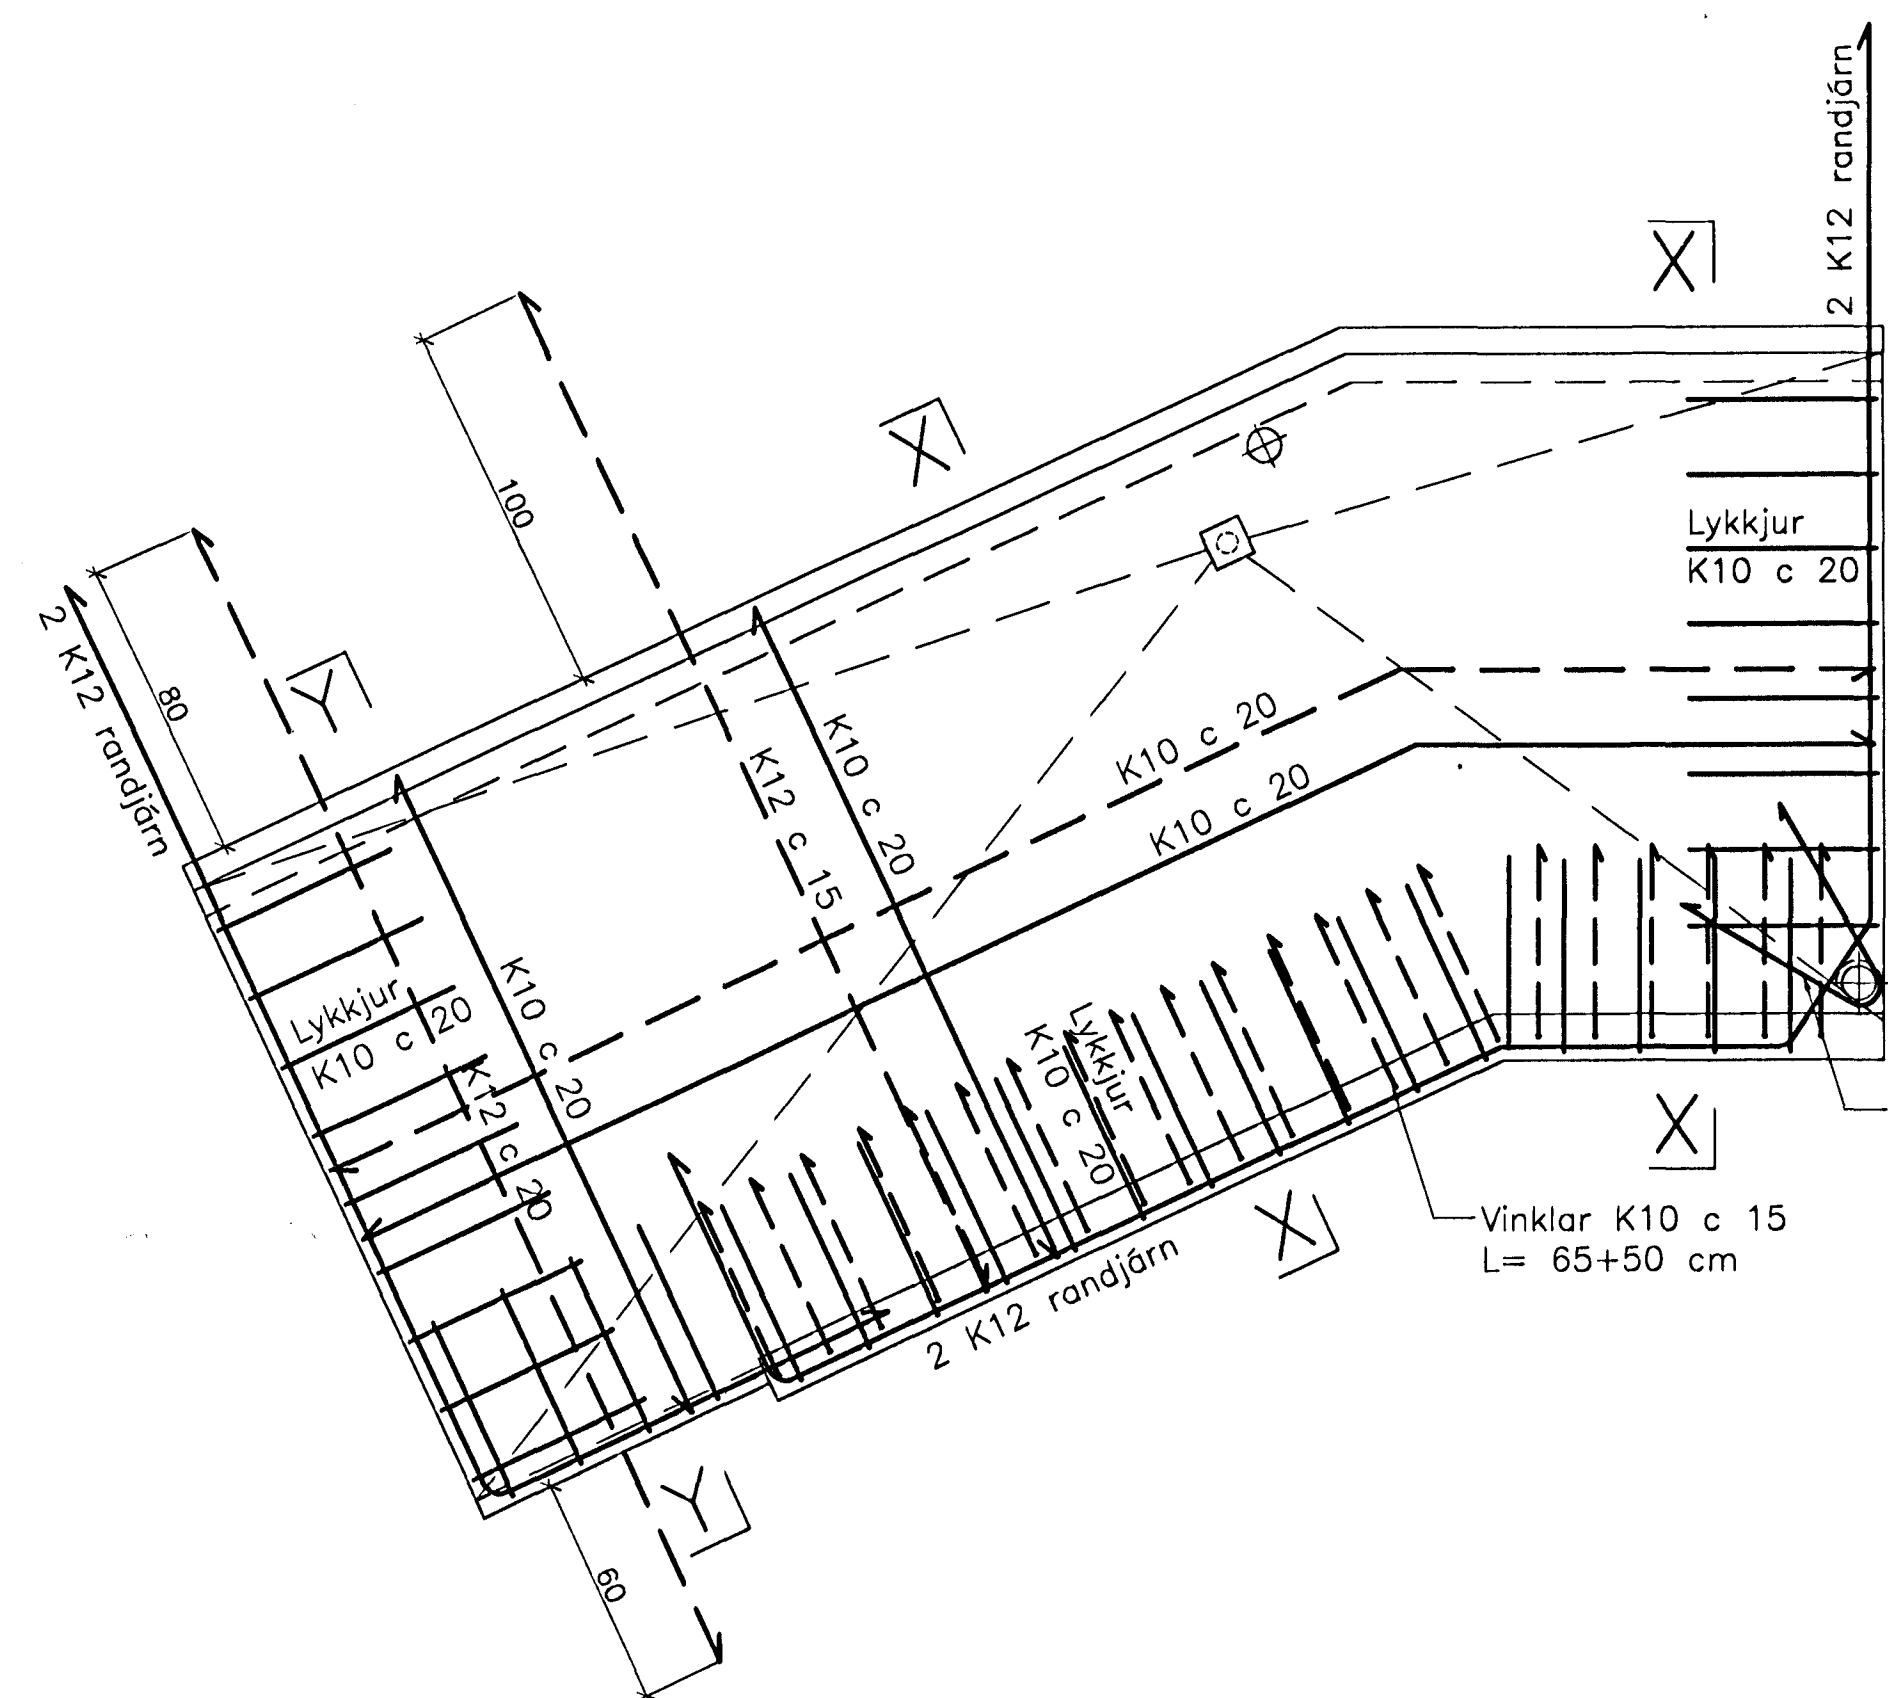 2 K12 randjárn
X
100
X
Lykkjur
K10 c 20
80
Y
2 K12 randjárn
K10 c 20
K12 c 15
K10 c 20
K10 c 20
K10 c 20
Lykkjur
K10 c 20
K12 c 20
Lykkjur
K10 c 20
X
X
Vinklar K10 c 15
L= 65+50 cm
2 K12 randjárn
Y
60